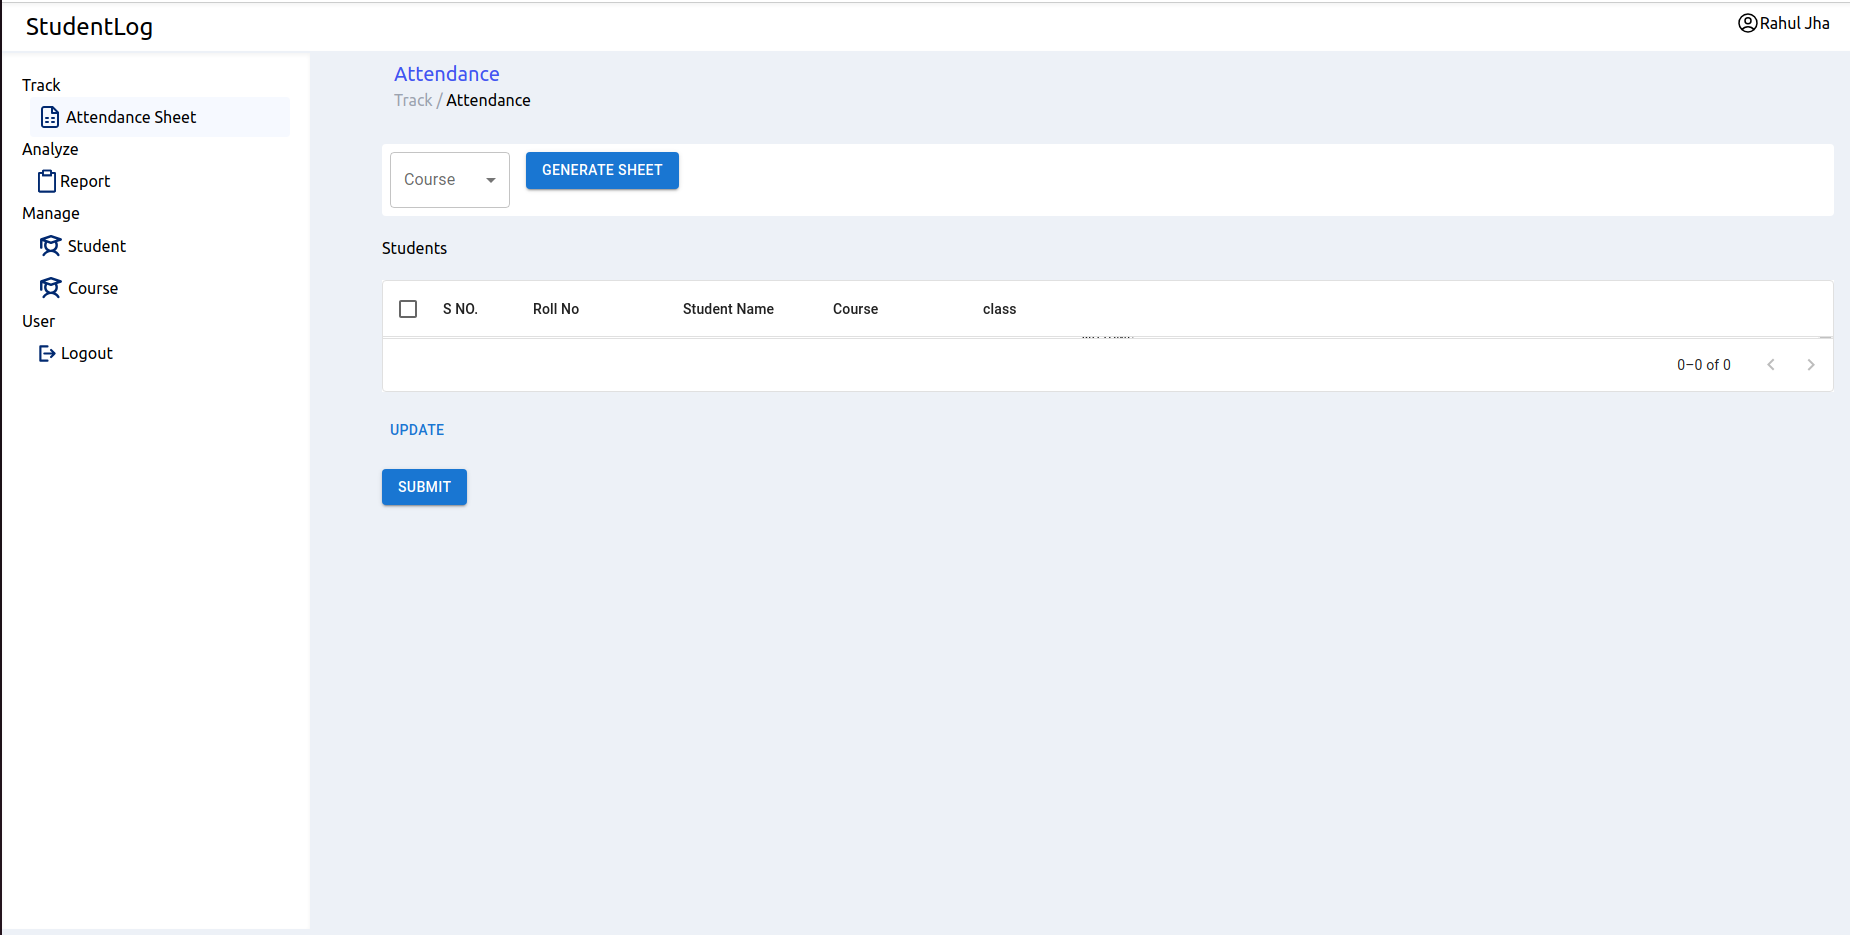 StudentLog
Rahul Jha
Track
Attendance Sheet
Analyze
Report
Manage
Student
Course
User
Logout
Attendance
Track / Attendance
Course
GENERATE SHEET
Students
S NO. Roll No Student Name Course class
0–0 of 0
UPDATE
SUBMIT